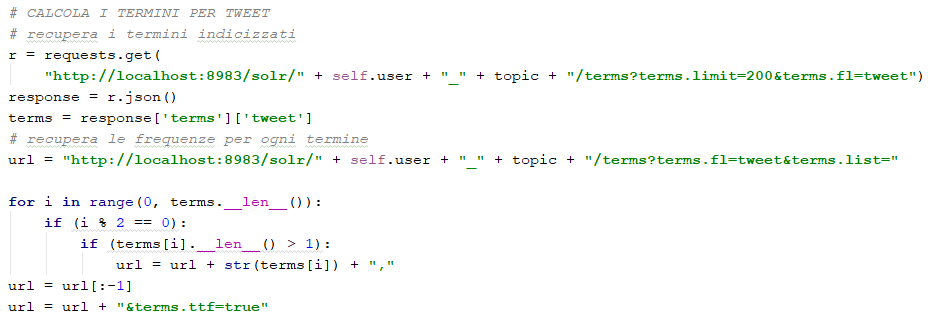 # CALCOLA I TERMINI PER TWEET
# recupera i termini indicizzati
r = requests.get(
    "http://localhost:8983/solr/" + self.user + "_" + topic + "/terms?terms.limit=200&terms.fl=tweet")
response = r.json()
terms = response['terms']['tweet']
# recupera le frequenze per ogni termine
url = "http://localhost:8983/solr/" + self.user + "_" + topic + "/terms?terms.fl=tweet&terms.list="

for i in range(0, terms.__len__()):
    if (i % 2 == 0):
        if (terms[i].__len__() > 1):
            url = url + str(terms[i]) + ","
url = url[:-1]
url = url + "&terms.ttf=true"